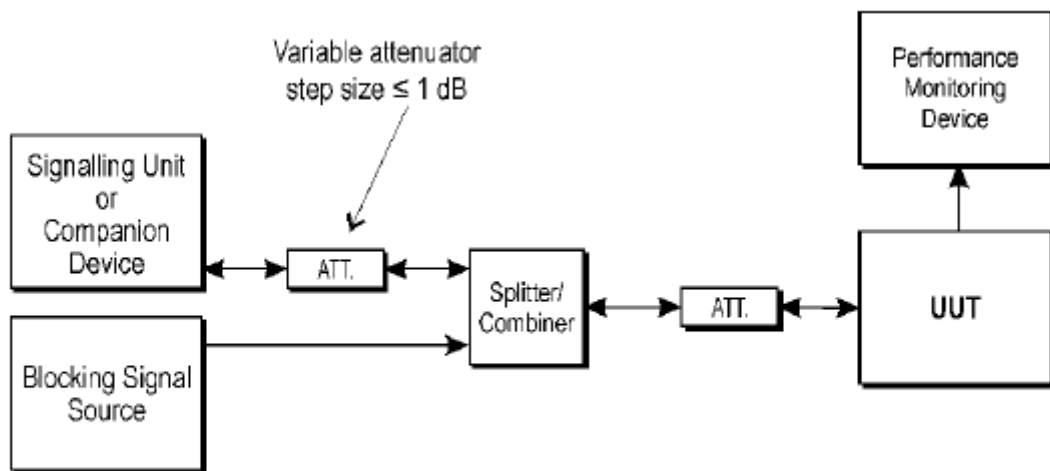 Variable attenuator
step size ≤ 1 dB
Performance
Monitoring
Device
Signalling Unit
or
Companion
Device
ATT.
Splitter/
Combiner
ATT.
UUT
Blocking Signal
Source